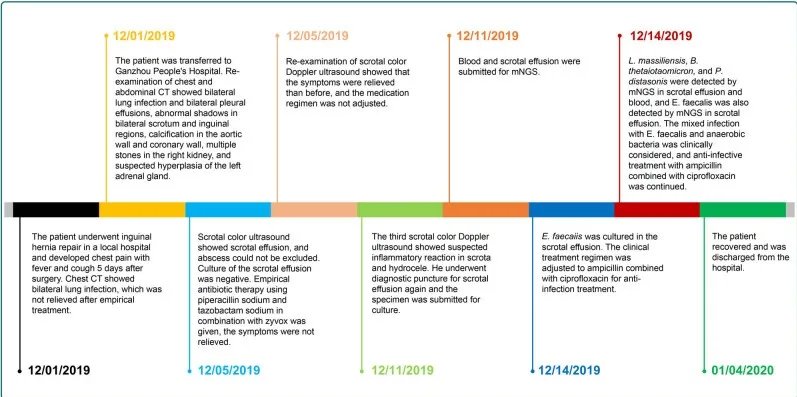 12/01/2019
The patient was transferred to
Ganzhou People's Hospital. Re-
examination of chest and
abdominal CT showed bilateral
lung infection and bilateral pleural
effusions, abnormal shadows in
bilateral scrotum and inguinal
regions, calcification in the aortic
wall and coronary wall, multiple
stones in the right kidney, and
suspected hyperplasia of the left
adrenal gland.
12/05/2019
Re-examination of scrotal color
Doppler ultrasound showed that
the symptoms were relieved
than before, and the medication
regimen was not adjusted.
12/11/2019
Blood and scrotal effusion were
submitted for mNGS.
12/14/2019
L. massiliensis, B.
thetaiotaomicron, and P.
distasonis were detected by
mNGS in scrotal effusion and
blood, and E. faecalis was also
detected by mNGS in scrotal
effusion. The mixed infection
with E. faecalis and anaerobic
bacteria was clinically
considered, and anti-infective
treatment with ampicillin
combined with ciprofloxacin
was continued.
The patient underwent inguinal
hernia repair in a local hospital
and developed chest pain with
fever and cough 5 days after
surgery. Chest CT showed
bilateral lung infection, which was
not relieved after empirical
treatment.
12/01/2019
Scrotal color ultrasound
showed scrotal effusion, and
abscess could not be excluded.
Culture of the scrotal effusion
was negative. Empirical
antibiotic therapy using
piperacillin sodium and
tazobactam sodium in
combination with zyvox was
given, the symptoms were not
relieved.
12/05/2019
The third scrotal color Doppler
ultrasound showed suspected
inflammatory reaction in scrota
and hydrocele. He underwent
diagnostic puncture for scrotal
effusion again and the
specimen was submitted for
culture.
12/11/2019
E. faecaiis was cultured in the
scrotal effusion. The clinical
treatment regimen was
adjusted to ampicillin combined
with ciprofloxacin for anti-
infection treatment.
12/14/2019
The patient
recovered and was
discharged from the
hospital.
01/04/2020